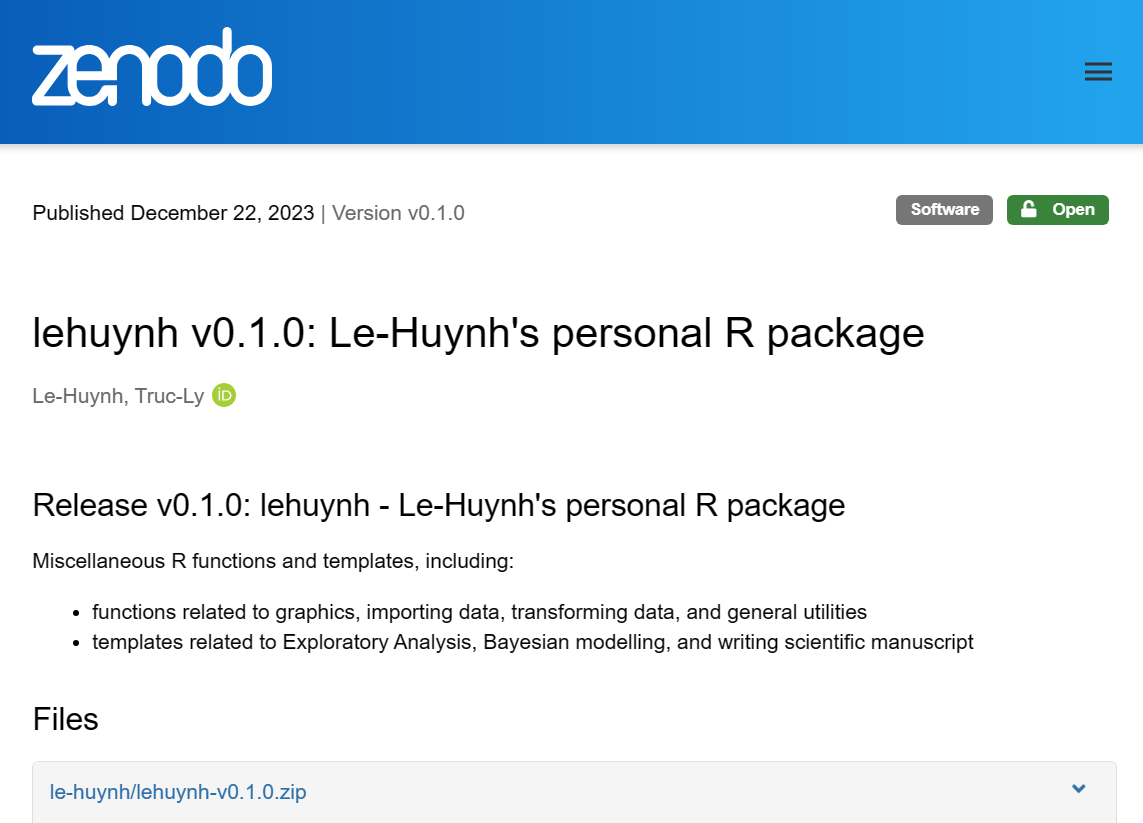 zenodo
Published December 22, 2023 | Version v0.1.0
Software
Open
lehuynh v0.1.0: Le-Huynh's personal R package
Le-Huynh, Truc-Ly iD
Release v0.1.0: lehuynh - Le-Huynh's personal R package
Miscellaneous R functions and templates, including:
• functions related to graphics, importing data, transforming data, and general utilities
• templates related to Exploratory Analysis, Bayesian modelling, and writing scientific manuscript
Files
le-huynh/lehuynh-v0.1.0.zip